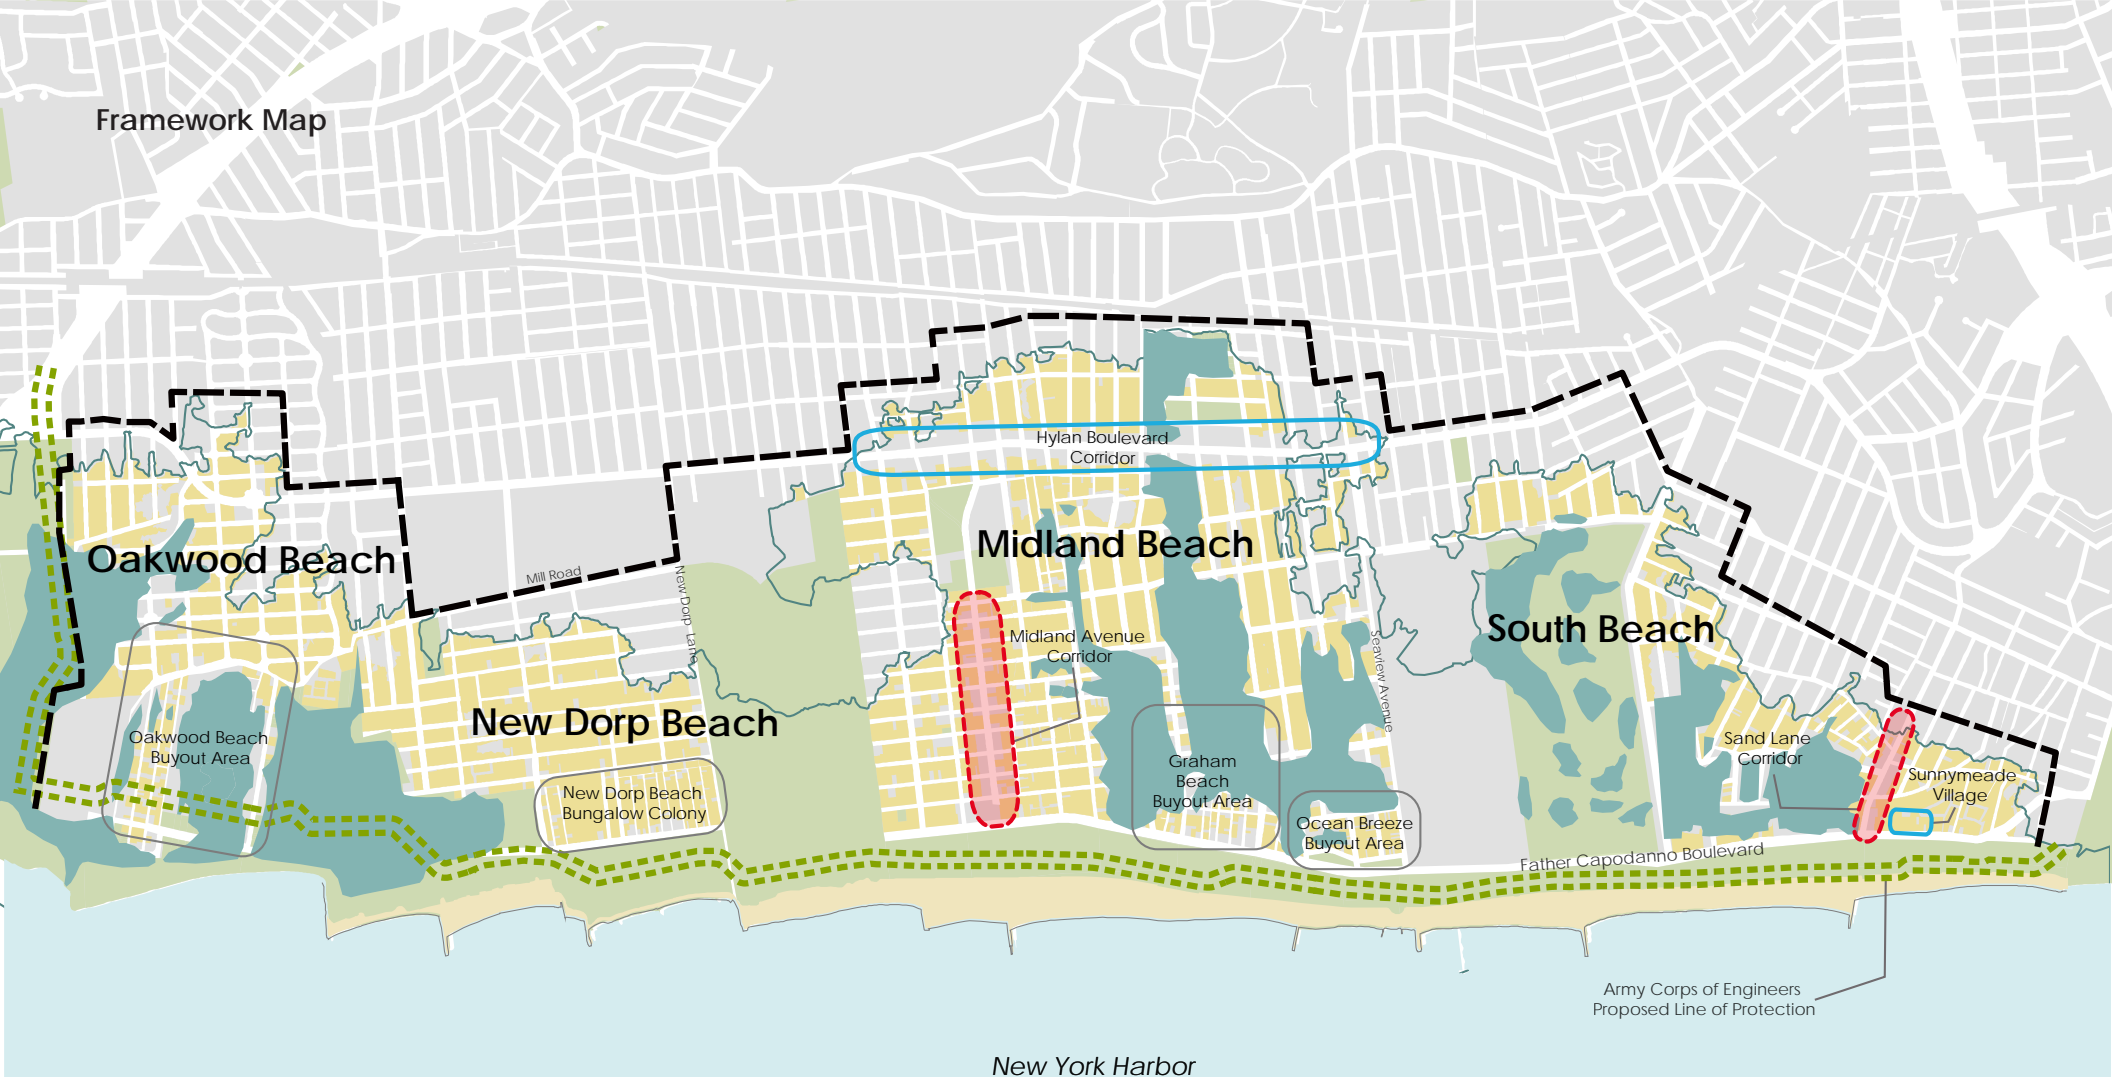 Framework Map
Hylan Boulevard
Corridor
Oakwood Beach
Midland Beach
Mill Road
New Dorp Lane
South Beach
Midland Avenue
Corridor
Seaview Avenue
New Dorp Beach
Oakwood Beach
Buyout Area
Sand Lane
Corridor
Graham
Beach
Buyout Area
Sunnymeade
Village
New Dorp Beach
Bungalow Colony
Ocean Breeze
Buyout Area
Father Capodanno Boulevard
Army Corps of Engineers
Proposed Line of Protection
New York Harbor